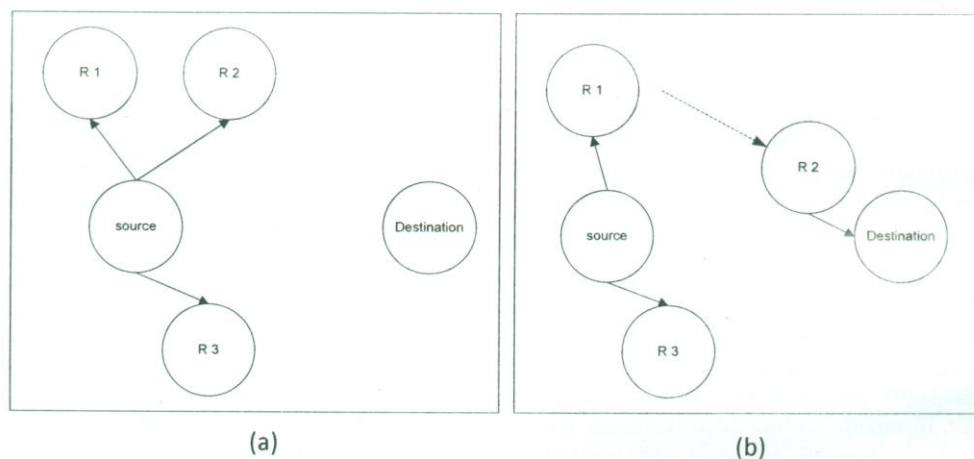 R 1
R 2
source
Destination
R 3
(a)
R 1
R 2
source
Destination
R 3
(b)